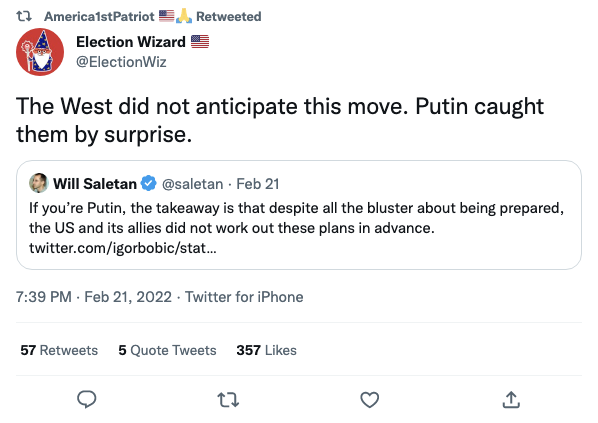 America1stPatriot 🇺🇸🙏 Retweeted
Election Wizard 🇺🇸
@ElectionWiz
The West did not anticipate this move. Putin caught
them by surprise.
Will Saletan @saletan · Feb 21
If you’re Putin, the takeaway is that despite all the bluster about being prepared,
the US and its allies did not work out these plans in advance.
twitter.com/igorbobic/stat…
7:39 PM · Feb 21, 2022 · Twitter for iPhone
57 Retweets 5 Quote Tweets 357 Likes